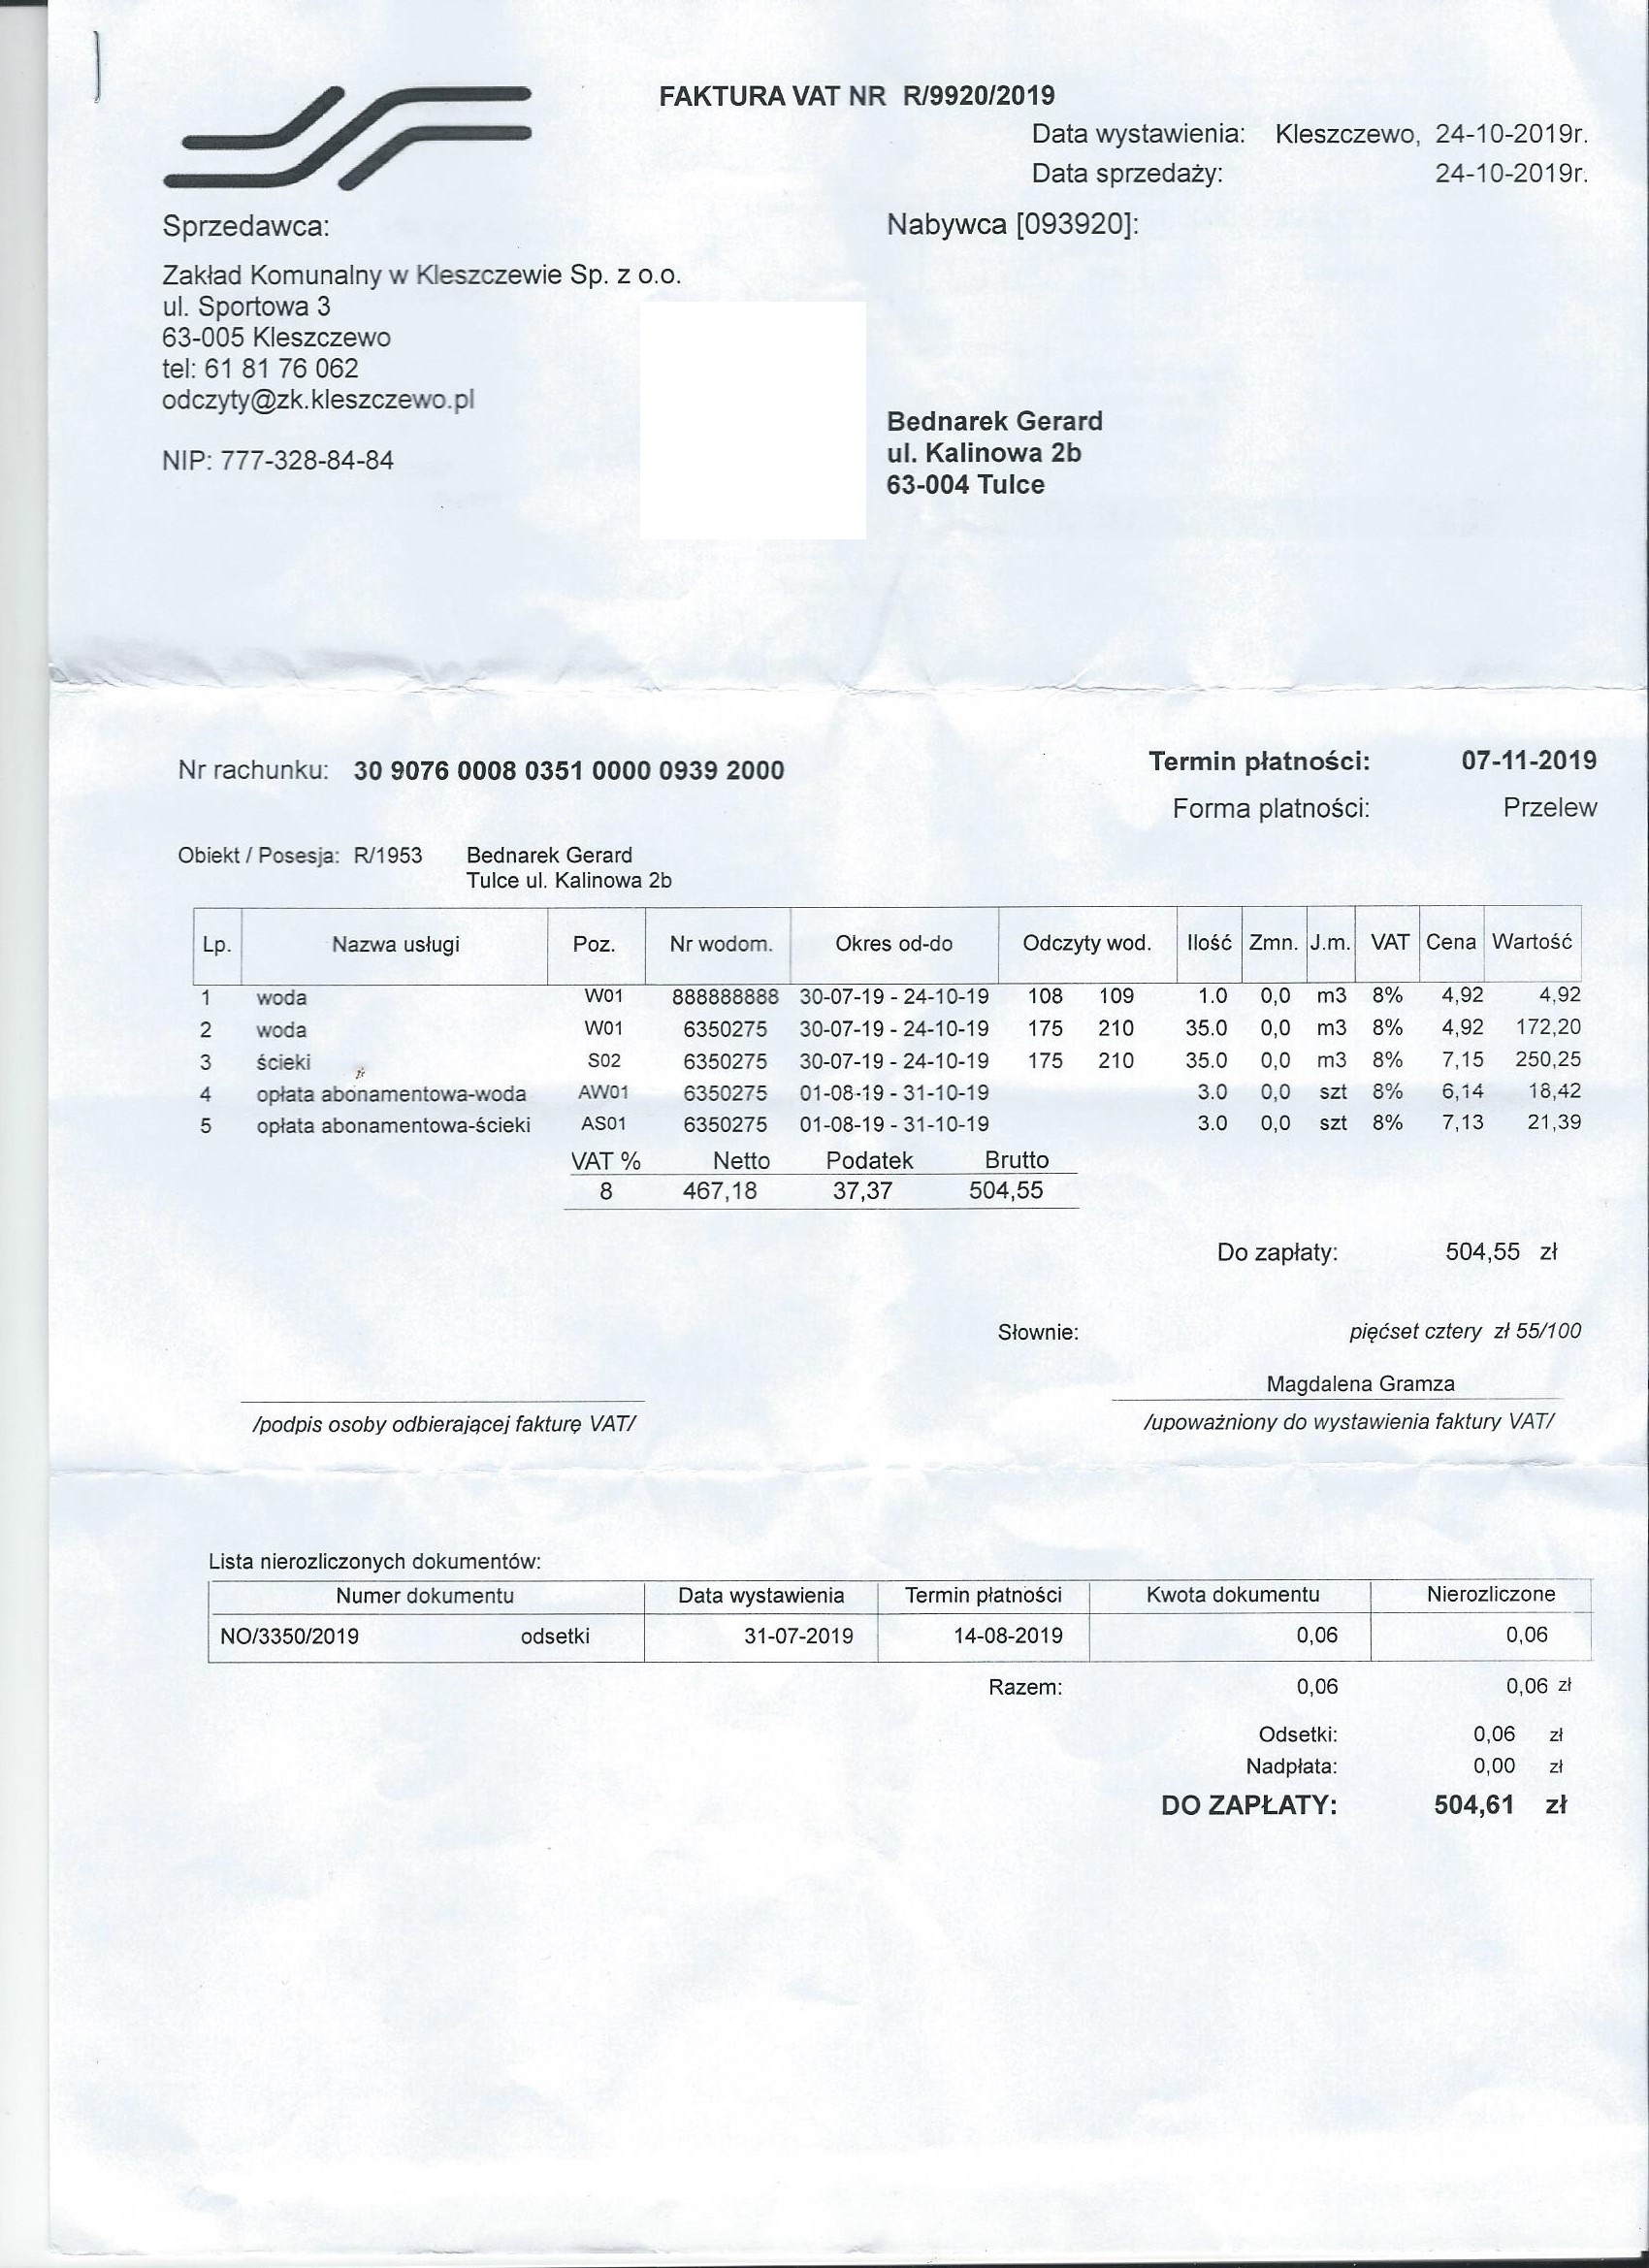 FAKTURA VAT NR R/9920/2019
Data wystawienia: Kleszczewo, 24-10-2019r.
Data sprzedaży: 24-10-2019r.
Sprzedawca:
Zakład Komunalny w Kleszczewie Sp. z o.o.
ul. Sportowa 3
63-005 Kleszczewo
tel: 61 81 76 062
odczyty@zk.kleszczewo.pl
NIP: 777-328-84-84
Nabywca [093920]:
Bednarek Gerard
ul. Kalinowa 2b
63-004 Tulce
Nr rachunku: 30 9076 0008 0351 0000 0939 2000
Termin płatności: 07-11-2019
Forma platności: Przelew
Obiekt / Posesja: R/1953 Bednarek Gerard
Tulce ul. Kalinowa 2b
Lp. Nazwa usługi Poz. Nr wodom. Okres od-do Odczyty wod. Ilość Zmn. J.m. VAT Cena Wartość
1 woda W01 888888888 30-07-19 - 24-10-19 108 109 1.0 0,0 m3 8% 4,92 4,92
2 woda W01 6350275 30-07-19 - 24-10-19 175 210 35.0 0,0 m3 8% 4,92 172,20
3 ścieki S02 6350275 30-07-19 - 24-10-19 175 210 35.0 0,0 m3 8% 7,15 250,25
4 opłata abonamentowa-woda AW01 6350275 01-08-19 - 31-10-19 3.0 0,0 szt 8% 6,14 18,42
5 opłata abonamentowa-ścieki AS01 6350275 01-08-19 - 31-10-19 3.0 0,0 szt 8% 7,13 21,39
VAT % Netto Podatek Brutto
8 467,18 37,37 504,55
Do zapłaty: 504,55 zł
Słownie: pięćset cztery zł 55/100
Magdalena Gramza
/podpis osoby odbierającej fakturę VAT/ /upoważniony do wystawienia faktury VAT/
Lista nierozliczonych dokumentów:
Numer dokumentu Data wystawienia Termin płatności Kwota dokumentu Nierozliczone
NO/3350/2019 odsetki 31-07-2019 14-08-2019 0,06 0,06
Razem: 0,06 0,06 zł
Odsetki: 0,06 zł
Nadpłata: 0,00 zł
DO ZAPŁATY: 504,61 zł